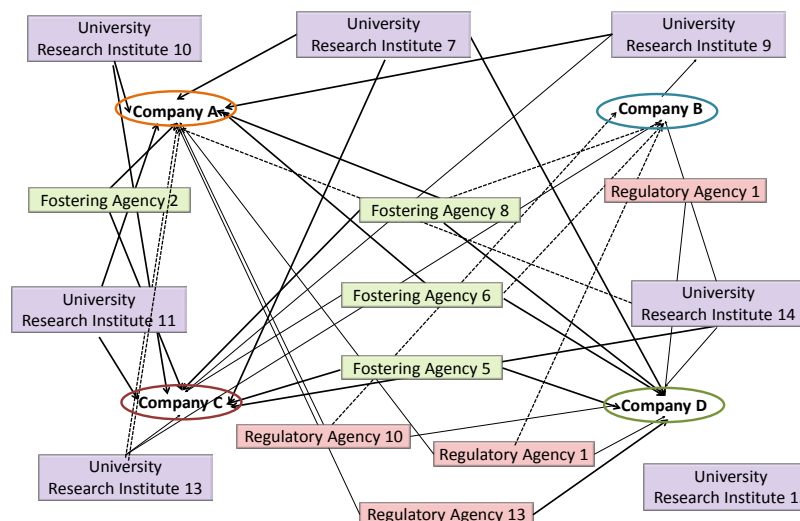 University
Research Institute 10
University
Research Institute 7
University
Research Institute 9
Company A
Company B
Fostering Agency 2
Fostering Agency 8
Regulatory Agency 1
University
Research Institute 11
Fostering Agency 6
University
Research Institute 14
Fostering Agency 5
Company C
Company D
Regulatory Agency 10
Regulatory Agency 1
University
Research Institute 13
University
Research Institute 1
Regulatory Agency 13